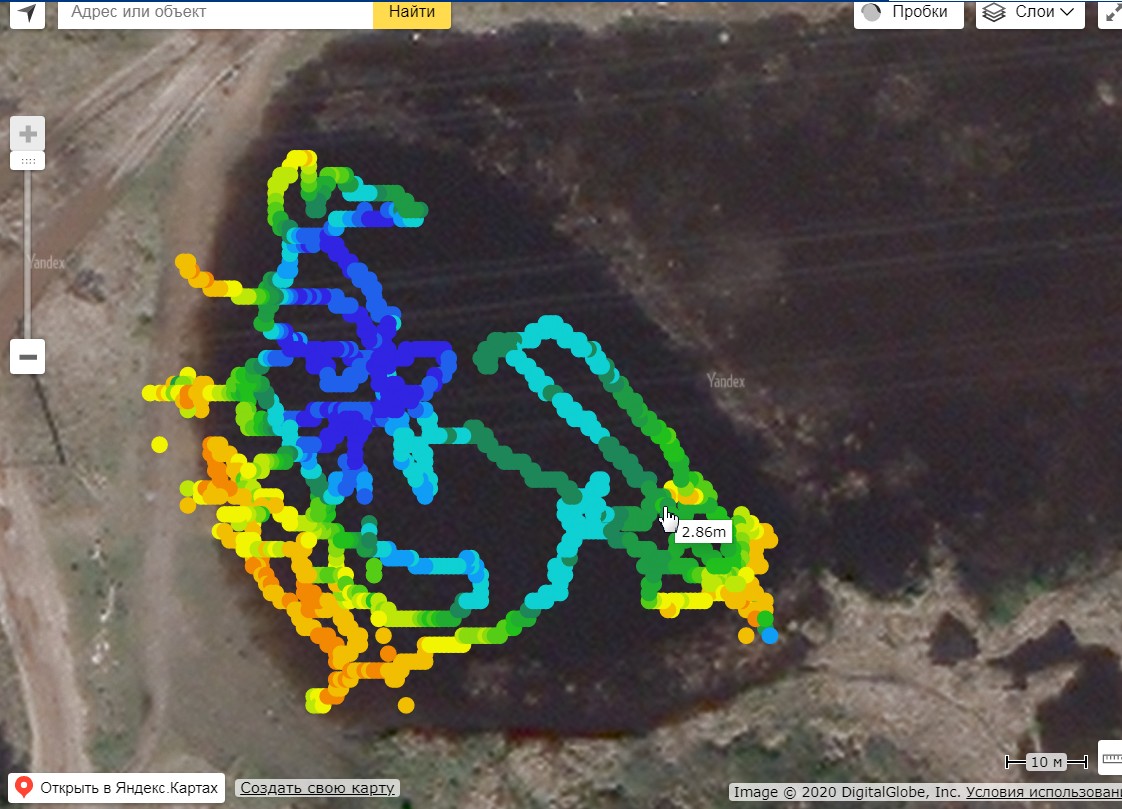 Адрес или объект
Найти
Пробки
Слои
Yandex
Yandex
2.86m
10 м
Открыть в Яндекс.Картах
Создать свою карту
Image © 2020 DigitalGlobe, Inc. Условия использован